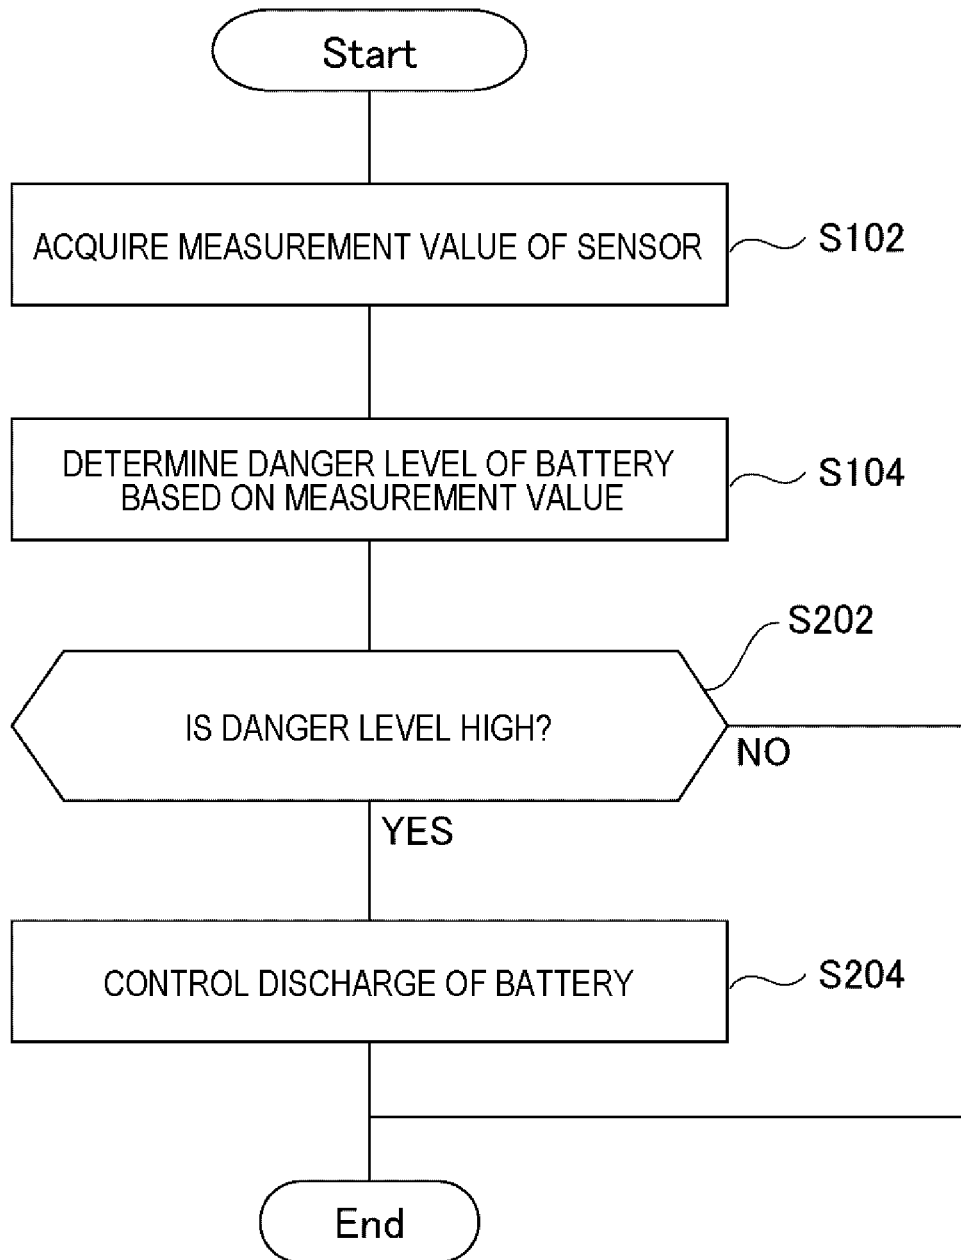 Start
ACQUIRE MEASUREMENT VALUE OF SENSOR
S102
DETERMINE DANGER LEVEL OF BATTERY
BASED ON MEASUREMENT VALUE
S104
S202
IS DANGER LEVEL HIGH?
NO
YES
CONTROL DISCHARGE OF BATTERY
S204
End